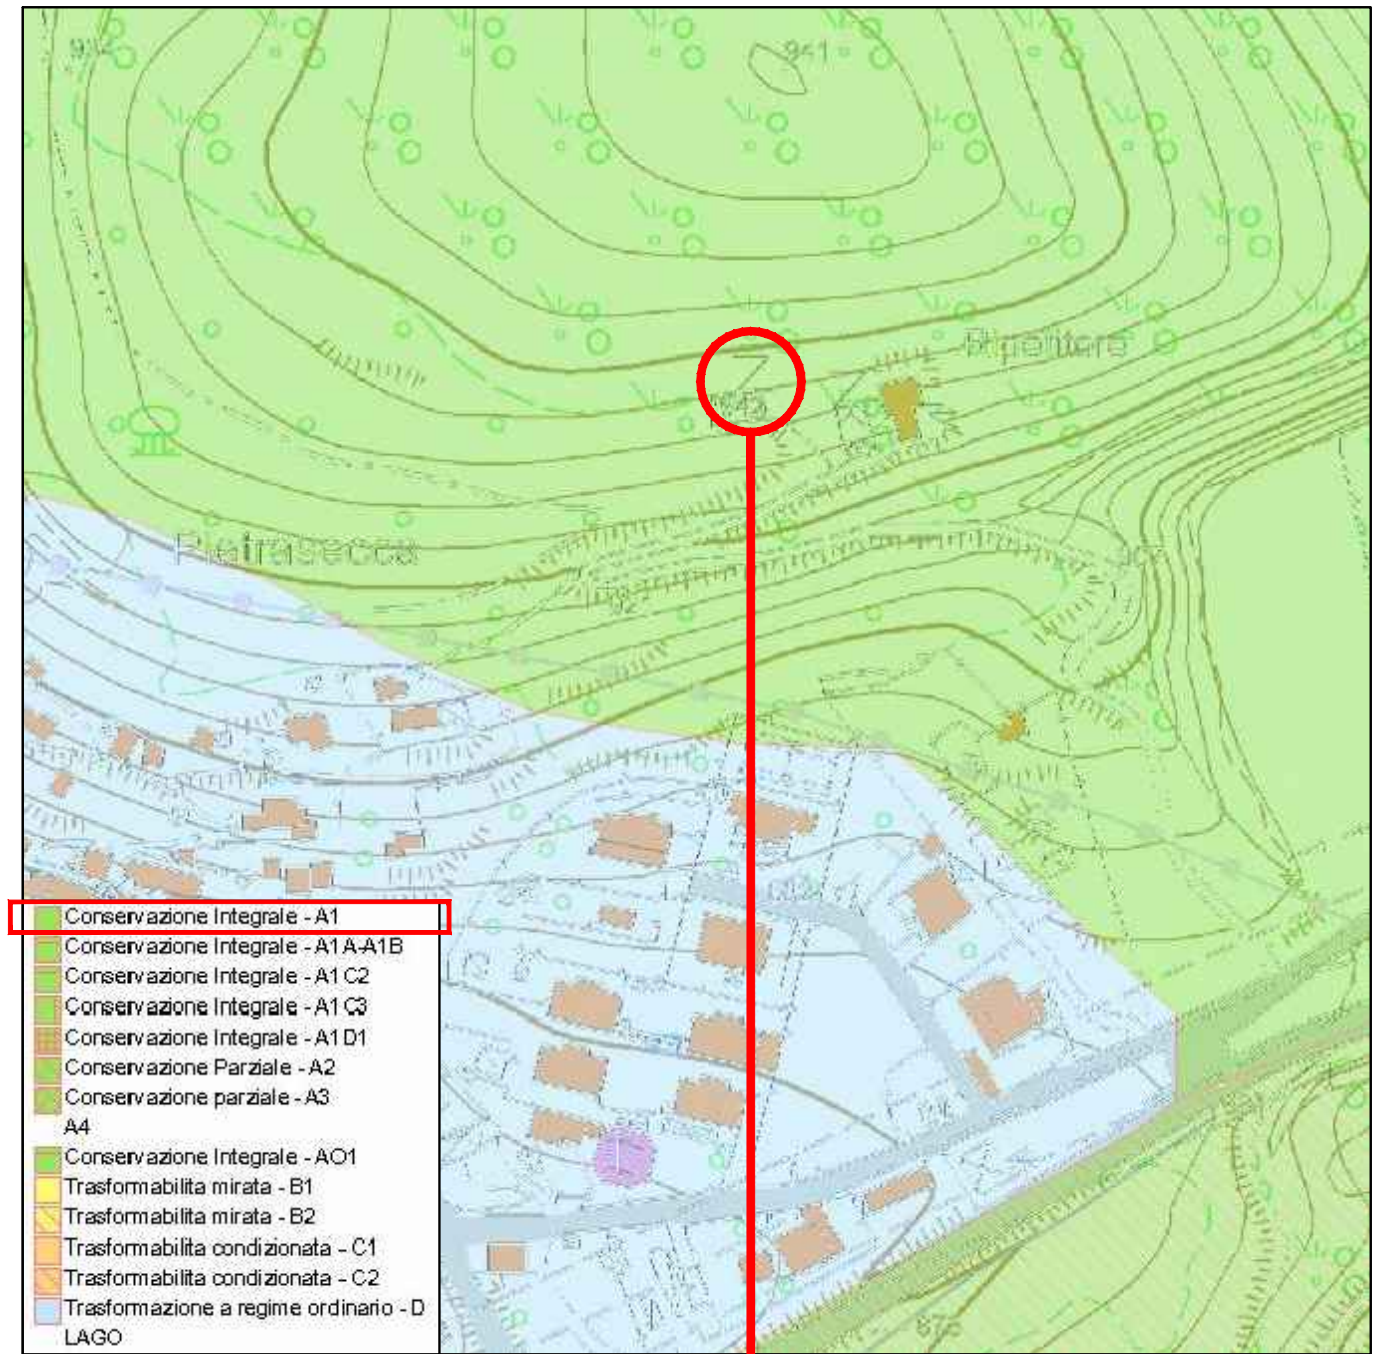 941
Pietrasecca
Conservazione Integrale - A1
Conservazione Integrale - A1A-A1B
Conservazione Integrale - A1C2
Conservazione Integrale - A1C3
Conservazione Integrale - A1D1
Conservazione Parziale - A2
Conservazione parziale - A3
A4
Conservazione Integrale - AO1
Trasformabilita mirata - B1
Trasformabilita mirata - B2
Trasformabilita condizionata - C1
Trasformabilita condizionata - C2
Trasformazione a regime ordinario - D
LAGO